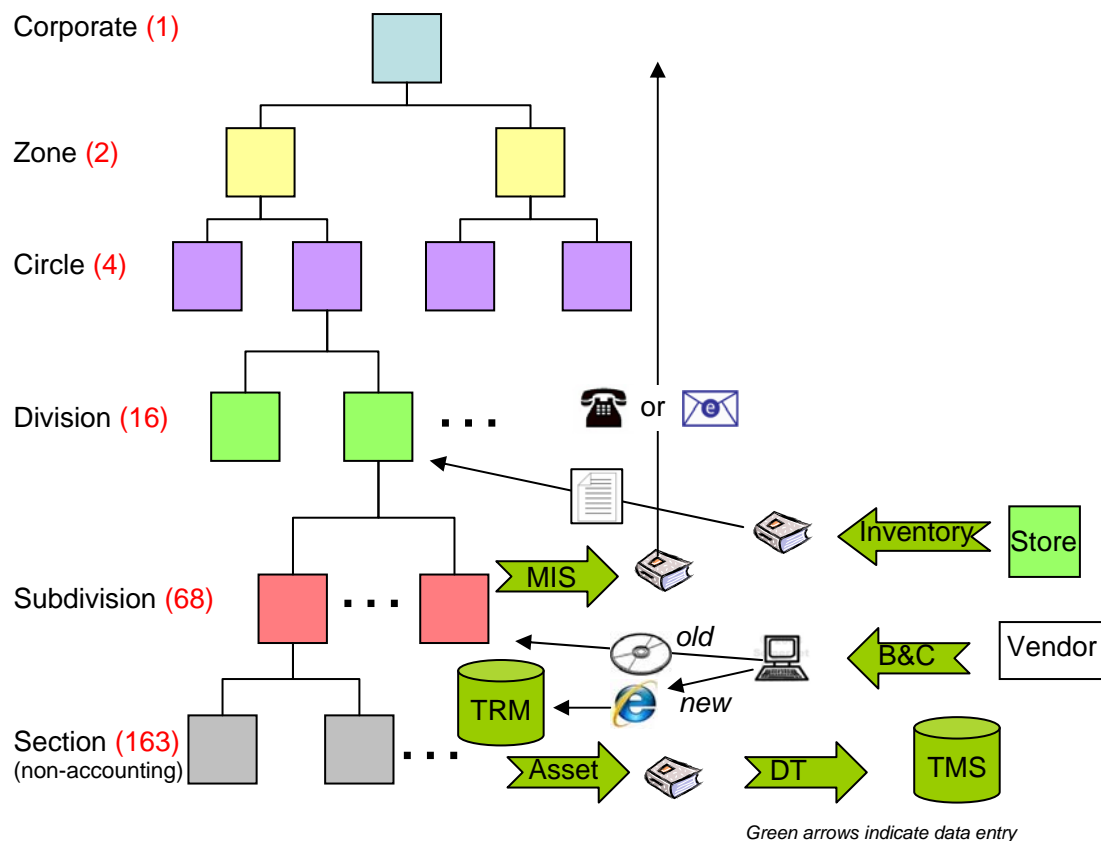 Corporate (1)
Zone (2)
Circle (4)
Division (16)
or
Inventory
Store
MIS
Subdivision (68)
old
B&C
Vendor
new
TRM
Section (163)
(non-accounting)
Asset
DT
TMS
Green arrows indicate data entry